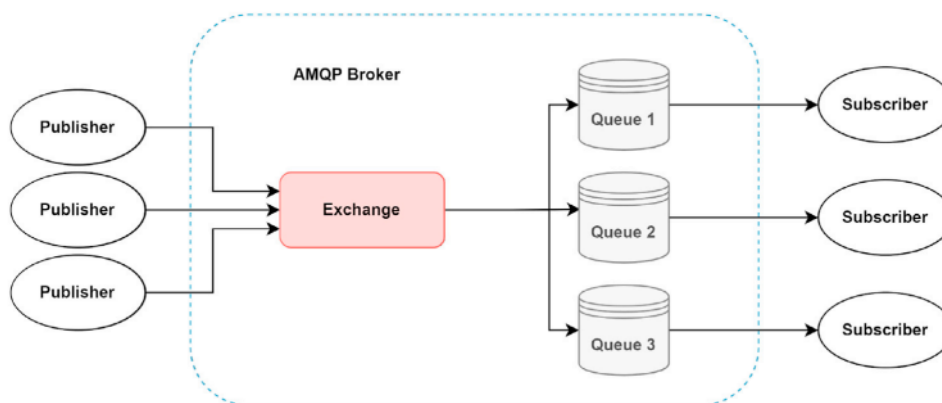 AMQP Broker
Publisher
Publisher
Publisher
Exchange
Queue 1
Queue 2
Queue 3
Subscriber
Subscriber
Subscriber